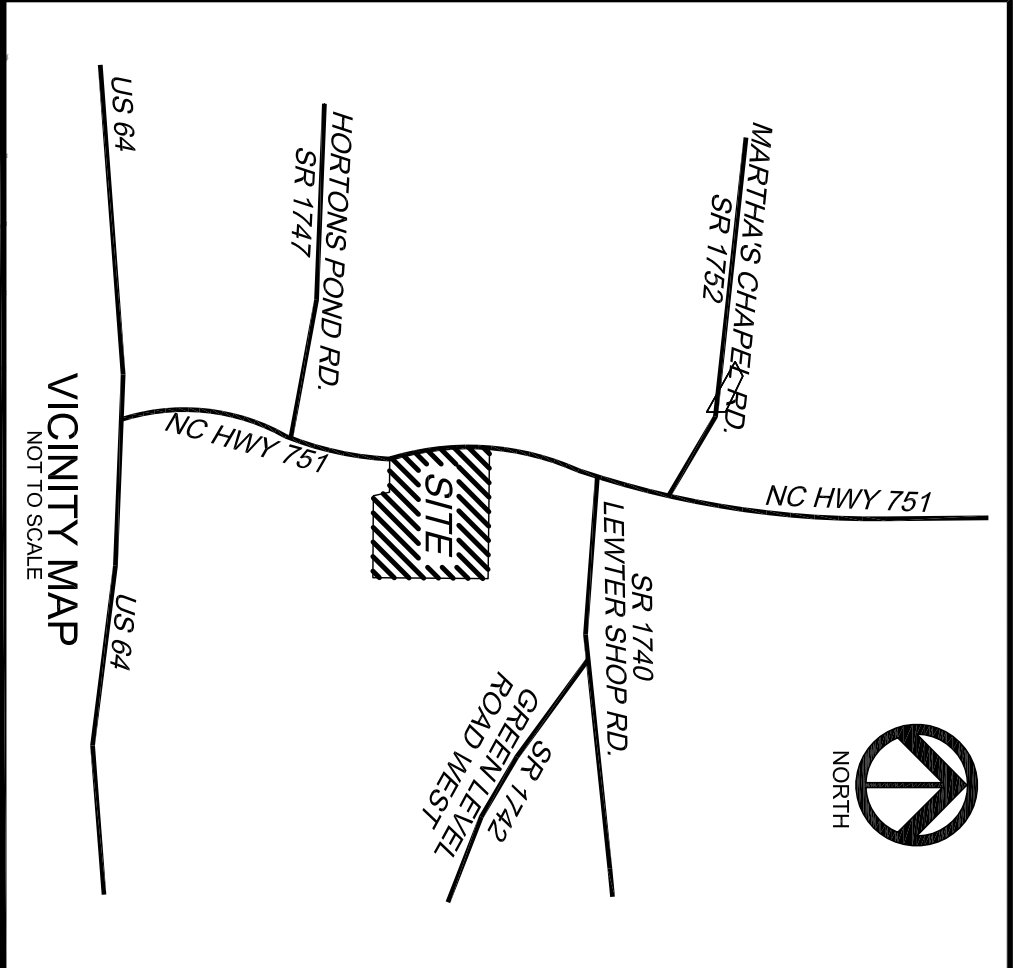 MARTHA'S CHAPEL RD.
SR 1752
NC HWY 751
SR 1740
LEWTER SHOP RD.
NORTH
SR 1742
GREEN LEVEL
ROAD WEST
SITE
HORTONS POND RD.
SR 1747
NC HWY 751
US 64
US 64
VICINITY MAP
NOT TO SCALE